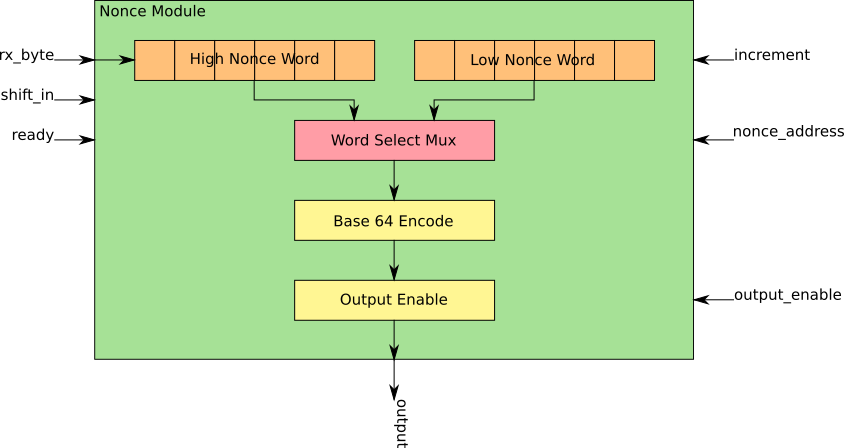 Nonce Module
rx_byte
High Nonce Word
Low Nonce Word
increment
shift_in
ready
Word Select Mux
nonce_address
Base 64 Encode
Output Enable
output_enable
output